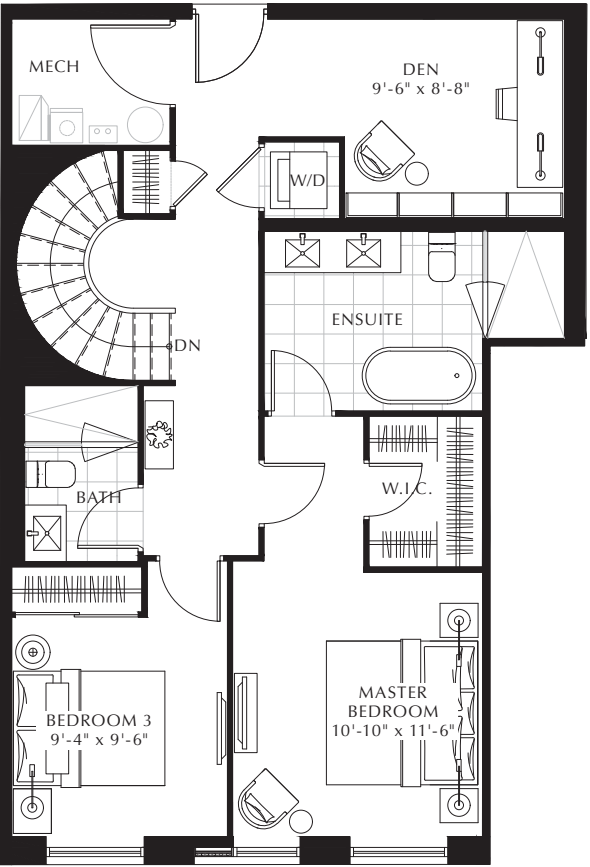 MECH
DEN
9'-6" x 8'-8"
W/D
ENSUITE
DN
W.I.C.
BATH
MASTER
BEDROOM
10'-10" x 11'-6"
BEDROOM 3
9'-4" x 9'-6"